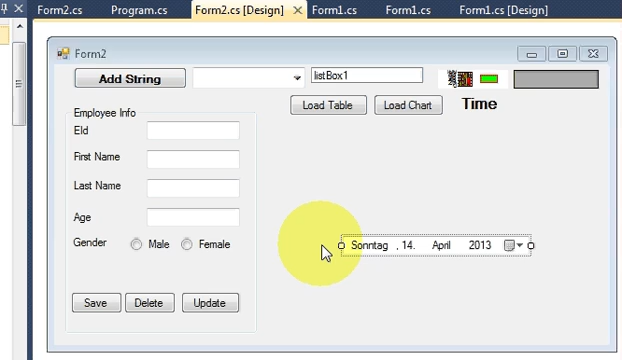 Form2.cs Program.cs Form2.cs [Design] Form1.cs Form1.cs Form1.cs [Design]
Form2
Add String listBox1
Load Table Load Chart Time
Employee Info
EId
First Name
Last Name
Age
Gender Male Female
Sonntag , 14. April 2013
Save Delete Update